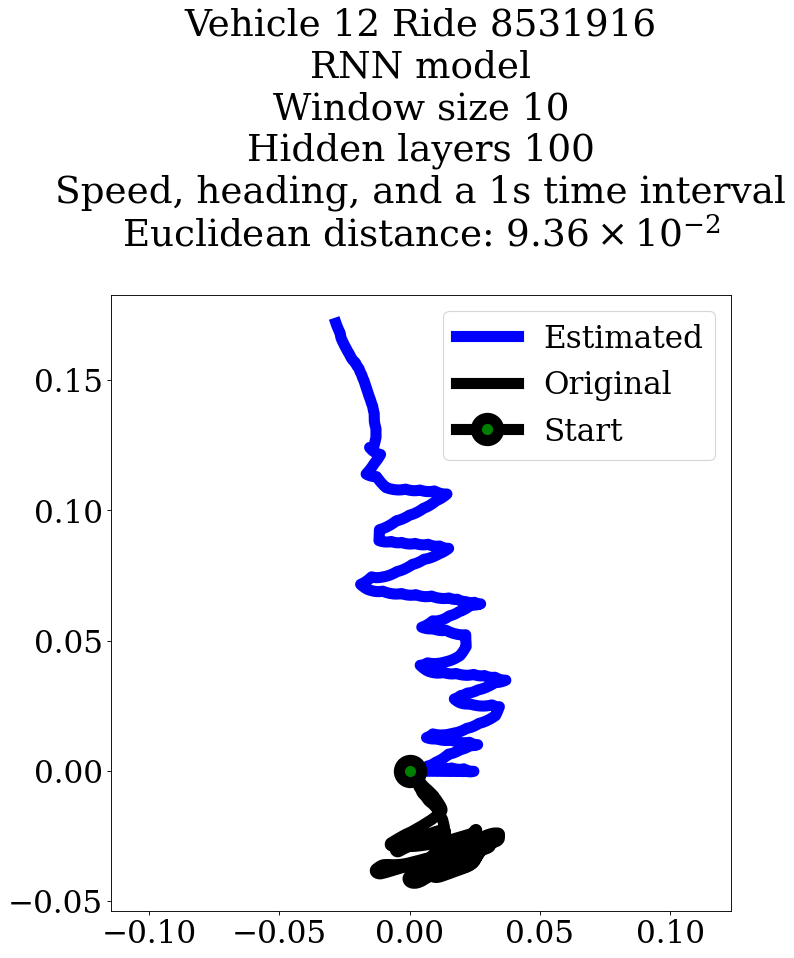 Vehicle 12 Ride 8531916
RNN model
Window size 10
Hidden layers 100
Speed, heading, and a 1s time interval
Euclidean distance: 9.36 × 10⁻²
Estimated
Original
Start
0.15
0.10
0.05
0.00
−0.05
−0.10
−0.05
0.00
0.05
0.10